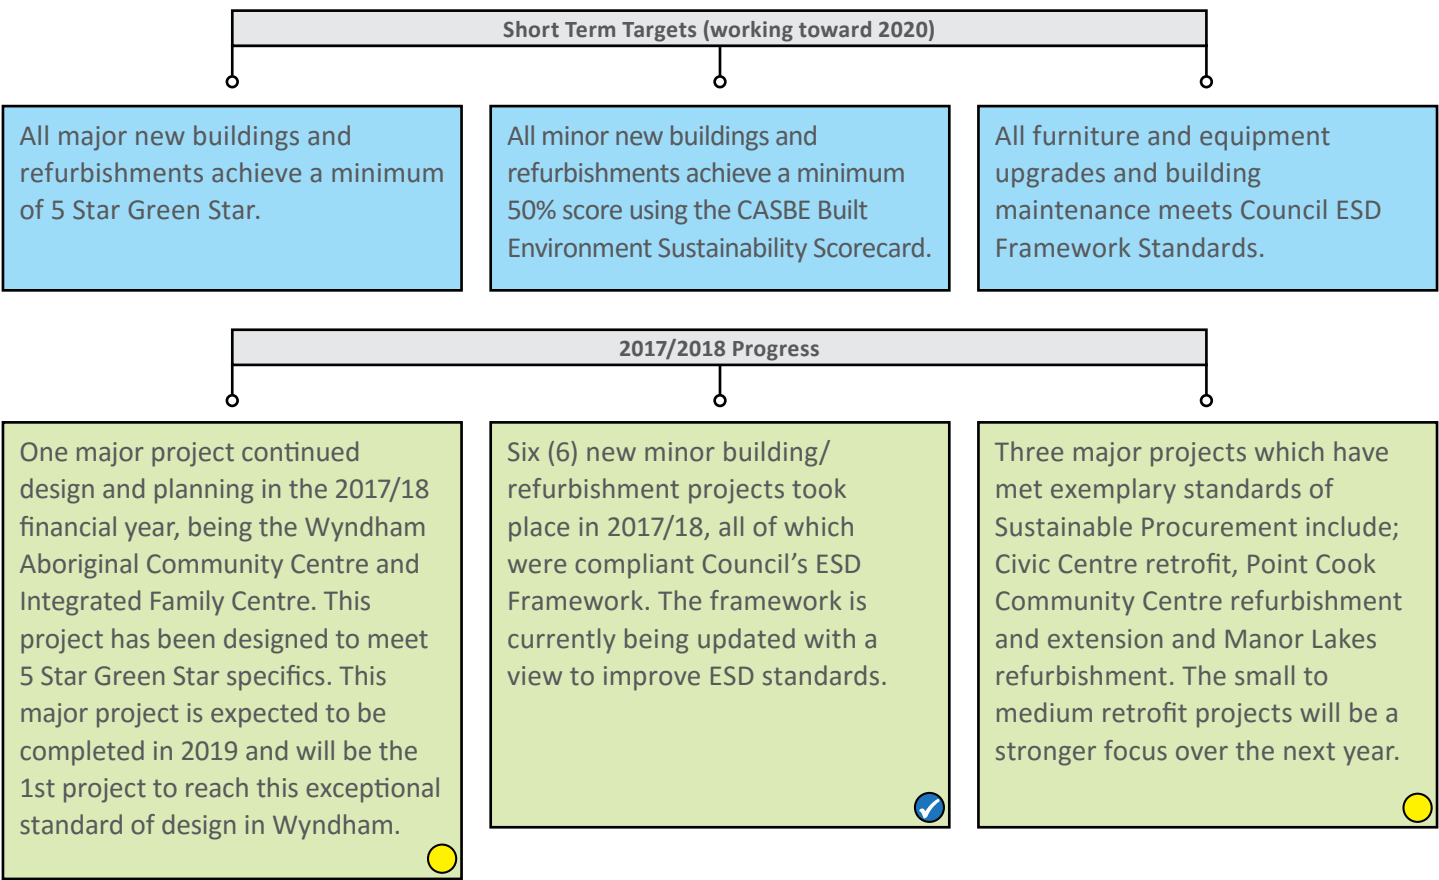 Short Term Targets (working toward 2020)
All major new buildings and
refurbishments achieve a minimum
of 5 Star Green Star.
All minor new buildings and
refurbishments achieve a minimum
50% score using the CASBE Built
Environment Sustainability Scorecard.
All furniture and equipment
upgrades and building
maintenance meets Council ESD
Framework Standards.
2017/2018 Progress
One major project continued
design and planning in the 2017/18
financial year, being the Wyndham
Aboriginal Community Centre and
Integrated Family Centre. This
project has been designed to meet
5 Star Green Star specifics. This
major project is expected to be
completed in 2019 and will be the
1st project to reach this exceptional
standard of design in Wyndham.
Six (6) new minor building/
refurbishment projects took
place in 2017/18, all of which
were compliant Council’s ESD
Framework. The framework is
currently being updated with a
view to improve ESD standards.
Three major projects which have
met exemplary standards of
Sustainable Procurement include;
Civic Centre retrofit, Point Cook
Community Centre refurbishment
and extension and Manor Lakes
refurbishment. The small to
medium retrofit projects will be a
stronger focus over the next year.